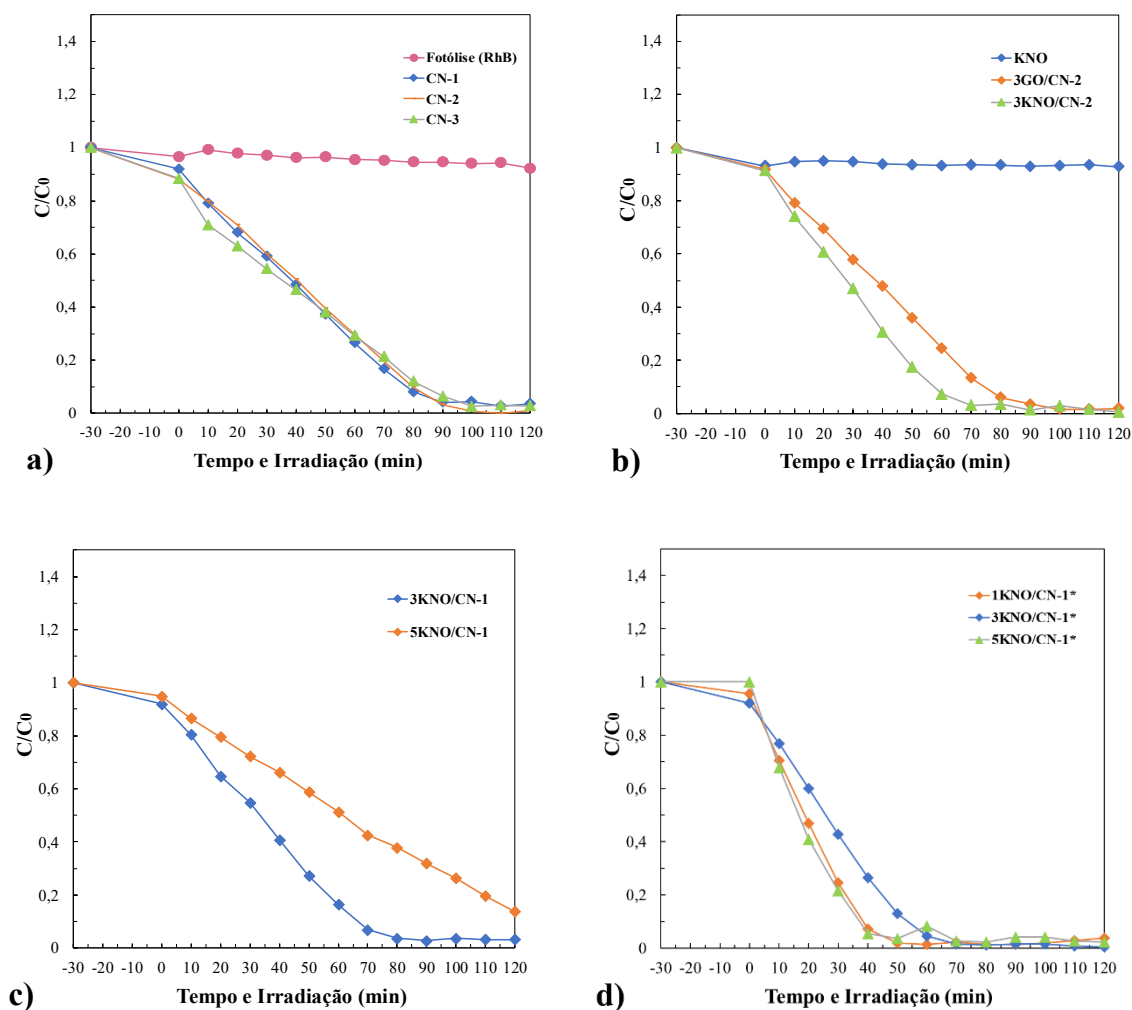 1,4
1,2
1
0,8
0,6
0,4
0,2
0
C/C0
-30 -20 -10 0 10 20 30 40 50 60 70 80 90 100 110 120
Tempo e Irradiação (min)
Fotólise (RhB)
CN-1
CN-2
CN-3
a)
1,4
1,2
1
0,8
0,6
0,4
0,2
0
C/C0
-30 -20 -10 0 10 20 30 40 50 60 70 80 90 100 110 120
Tempo e Irradiação (min)
KNO
3GO/CN-2
3KNO/CN-2
b)
1,4
1,2
1
0,8
0,6
0,4
0,2
0
C/C0
-30 -20 -10 0 10 20 30 40 50 60 70 80 90 100 110 120
Tempo e Irradiação (min)
3KNO/CN-1
5KNO/CN-1
c)
1,4
1,2
1
0,8
0,6
0,4
0,2
0
C/C0
-30 -20 -10 0 10 20 30 40 50 60 70 80 90 100 110 120
Tempo e Irradiação (min)
1KNO/CN-1*
3KNO/CN-1*
5KNO/CN-1*
d)